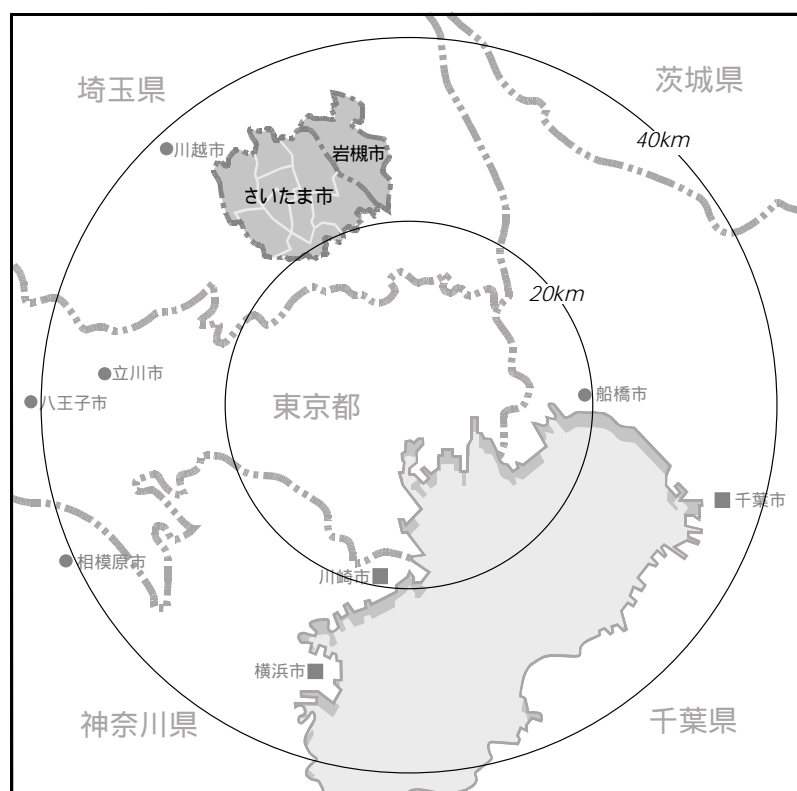 埼玉県
茨城県
40km
川越市
岩槻市
さいたま市
20km
立川市
八王子市
東京都
船橋市
千葉市
相模原市
川崎市
横浜市
神奈川県
千葉県